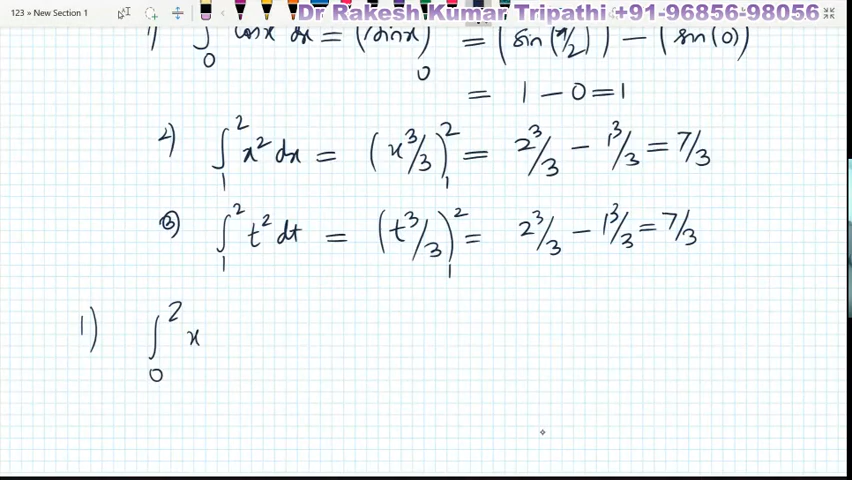 123 » New Section 1
Dr Rakesh Kumar Tripathi +91-96856-98056
1) ∫₀ cosx dx = (sinx)₀ = (sin(π/2)) − (sin(0))
= 1 − 0 = 1
2) ∫₁² x² dx = (x³/3)₁² = 2³/3 − 1³/3 = 7/3
3) ∫₁² t² dt = (t³/3)₁² = 2³/3 − 1³/3 = 7/3
1) ∫₀² x